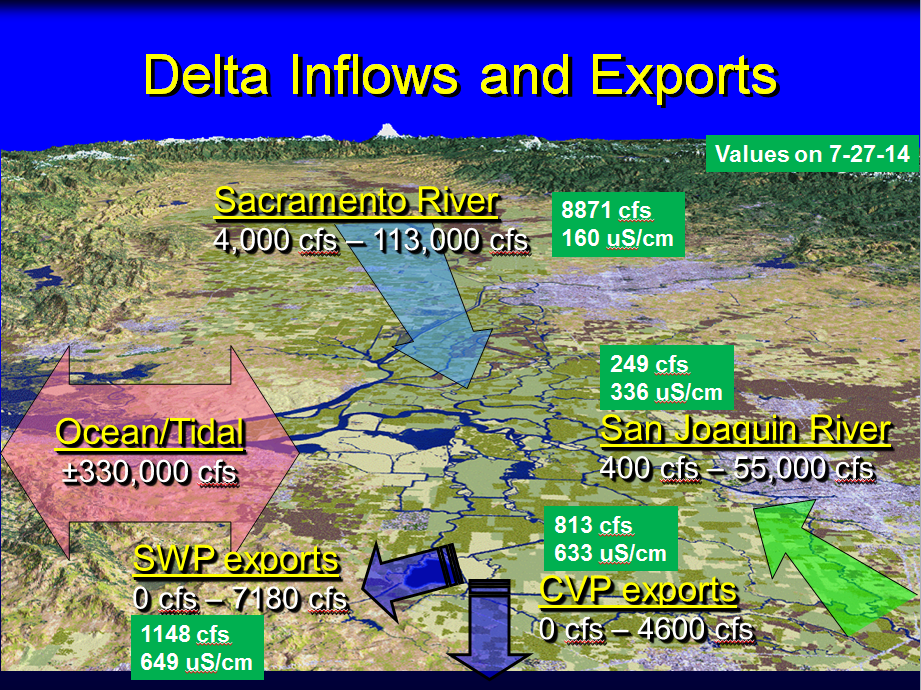 Delta Inflows and Exports
Values on 7-27-14
Sacramento River
4,000 cfs – 113,000 cfs
8871 cfs
160 uS/cm
249 cfs
336 uS/cm
San Joaquin River
400 cfs – 55,000 cfs
Ocean/Tidal
±330,000 cfs
813 cfs
633 uS/cm
CVP exports
0 cfs – 4600 cfs
SWP exports
0 cfs – 7180 cfs
1148 cfs
649 uS/cm